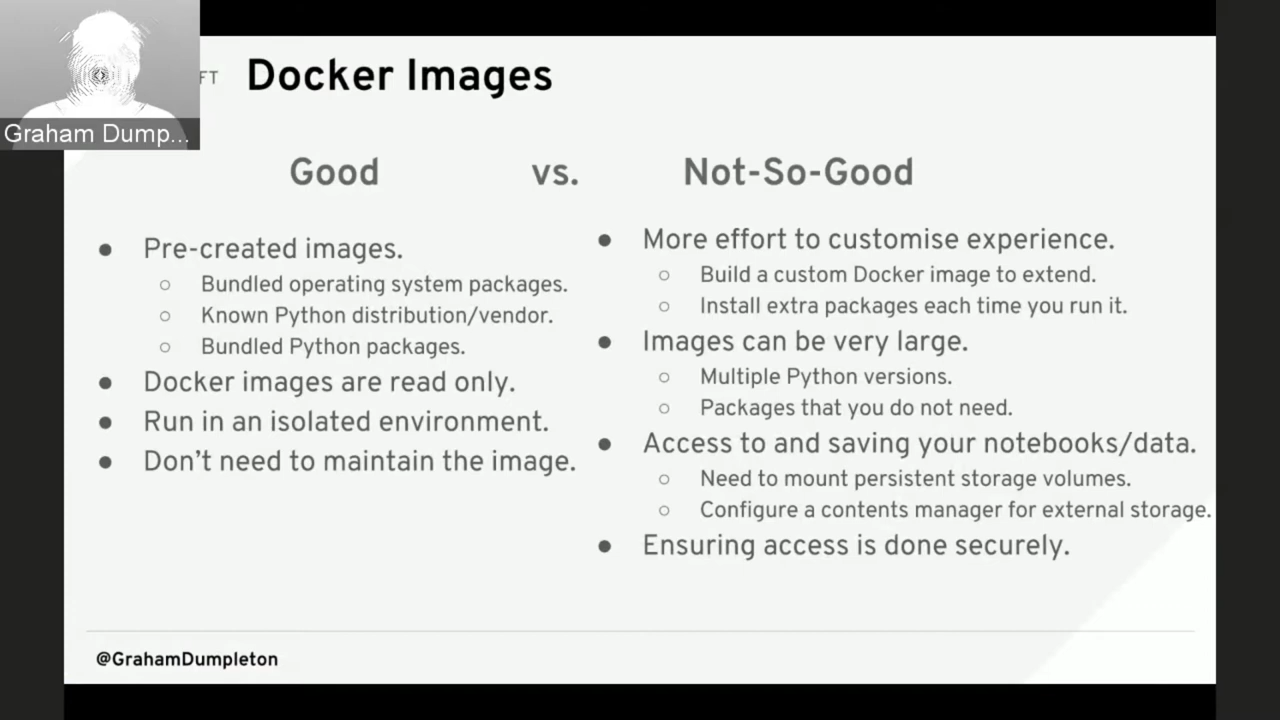 Graham Dump...
FT
Docker Images
Good vs. Not-So-Good
● Pre-created images.
○ Bundled operating system packages.
○ Known Python distribution/vendor.
○ Bundled Python packages.
● Docker images are read only.
● Run in an isolated environment.
● Don't need to maintain the image.
● More effort to customise experience.
○ Build a custom Docker image to extend.
○ Install extra packages each time you run it.
● Images can be very large.
○ Multiple Python versions.
○ Packages that you do not need.
● Access to and saving your notebooks/data.
○ Need to mount persistent storage volumes.
○ Configure a contents manager for external storage.
● Ensuring access is done securely.
@GrahamDumpleton